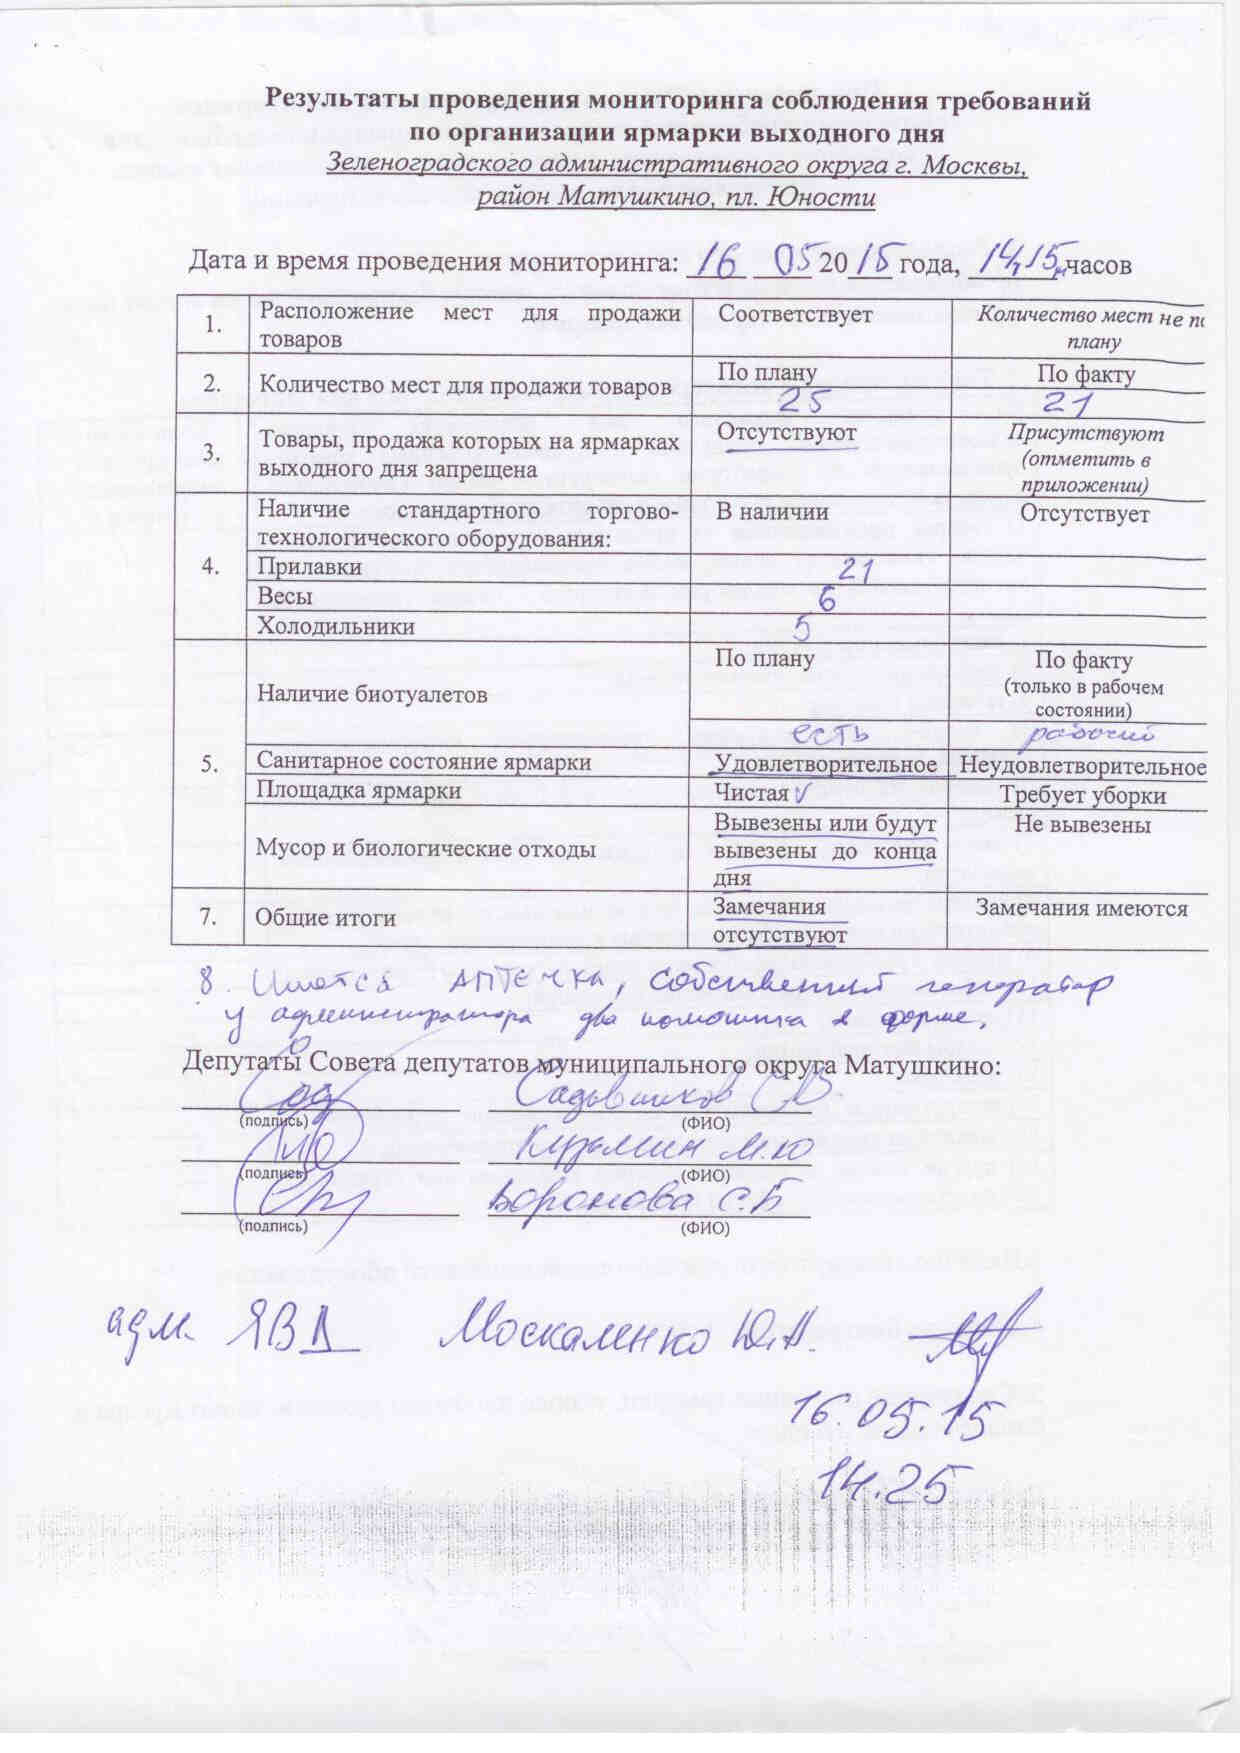 Результаты проведения мониторинга соблюдения требований
по организации ярмарки выходного дня
Зеленоградского административного округа г. Москвы,
район Матушкино, пл. Юности
Дата и время проведения мониторинга: 16 05 2015 года, 14,15 часов
1. Расположение мест для продажи товаров Соответствует Количество мест не по
плану
2. Количество мест для продажи товаров По плану По факту
25 21
3. Товары, продажа которых на ярмарках
выходного дня запрещена
Отсутствуют
Присутствуют
(отметить в
приложении)
4. Наличие стандартного торгово-
технологического оборудования:
В наличии Отсутствует
Прилавки 21
Весы 6
Холодильники 5
5. Наличие биотуалетов
По плану По факту
(только в рабочем
состоянии)
есть рабочий
Санитарное состояние ярмарки Удовлетворительное Неудовлетворительное
Площадка ярмарки Чистая √ Требует уборки
Мусор и биологические отходы
Вывезены или будут
вывезены до конца
дня
Не вывезены
7. Общие итоги
Замечания
отсутствуют
Замечания имеются
8. Имеется аптечка, собственный генератор
у администратора два помощника в форме.
Депутаты Совета депутатов муниципального округа Матушкино:
Садовников С.В.
(подпись) (ФИО)
Кузьмин М.Ю
(подпись) (ФИО)
Воронова С.Б
(подпись) (ФИО)
адм. ЯВД Москаленко Ю.А.
16.05.15
14.25